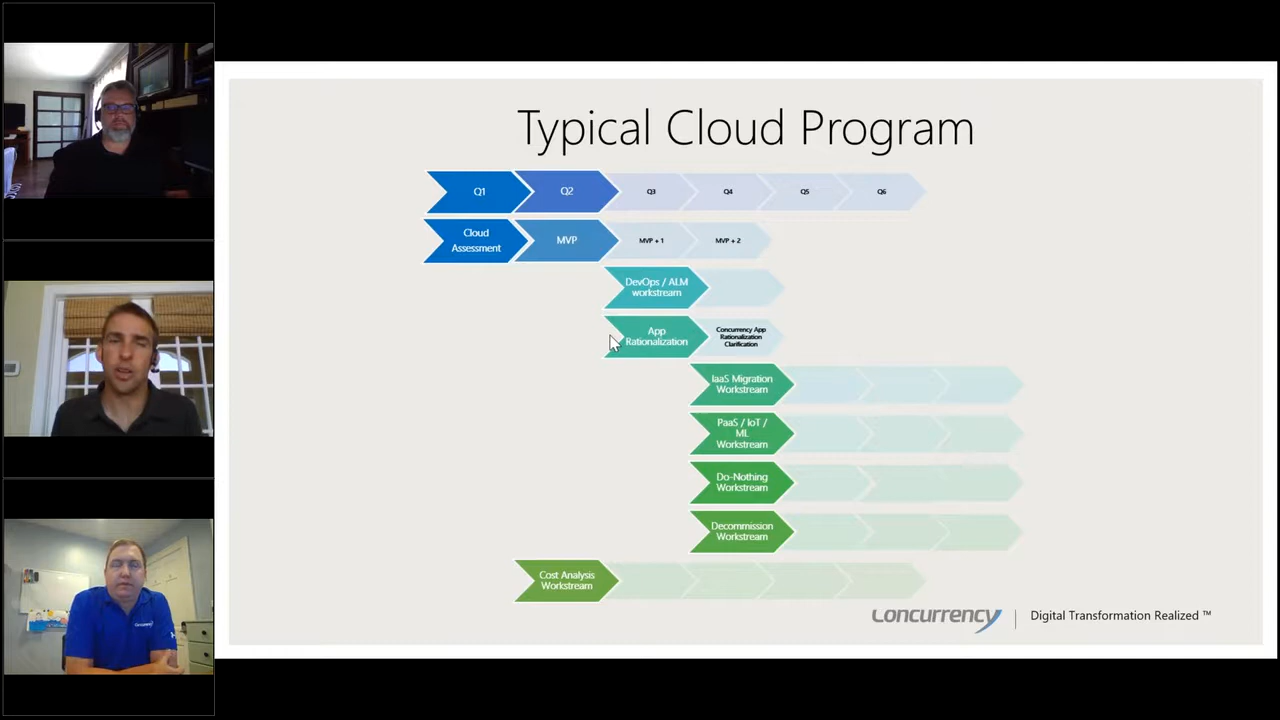 Typical Cloud Program
Q1
Q2
Q3
Q4
Q5
Q6
Cloud
Assessment
MVP
MVP + 1
MVP + 2
DevOps / ALM
workstream
App
Rationalization
Concurrency App
Rationalization
Clarification
IaaS Migration
Workstream
PaaS / IoT /
ML
Workstream
Do-Nothing
Workstream
Decommission
Workstream
Cost Analysis
Workstream
concurrency
Digital Transformation Realized ™
Concurrency